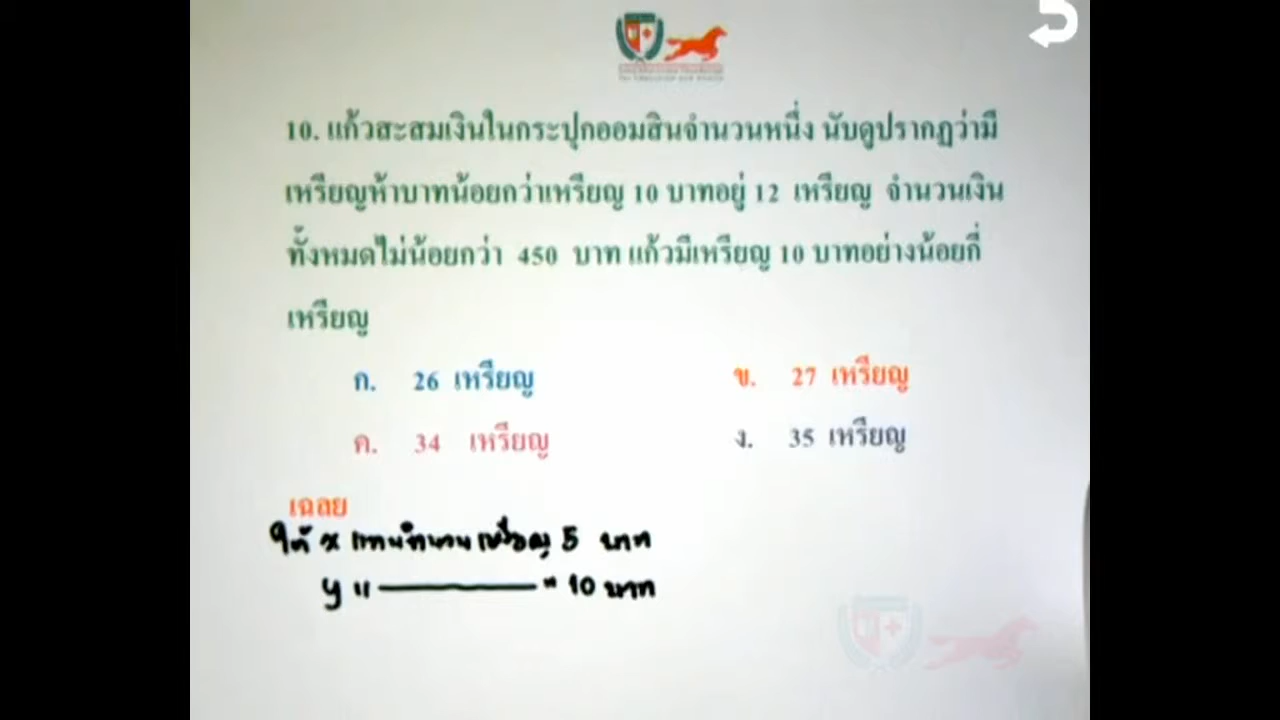 10. แก้วสะสมเงินในกระปุกออมสินจำนวนหนึ่ง นับดูปรากฏว่ามี
เหรียญห้าบาทน้อยกว่าเหรียญ 10 บาทอยู่ 12 เหรียญ จำนวนเงิน
ทั้งหมดไม่น้อยกว่า 450 บาท แก้วมีเหรียญ 10 บาทอย่างน้อยกี่
เหรียญ
ก. 26 เหรียญ ข. 27 เหรียญ
ค. 34 เหรียญ ง. 35 เหรียญ
เฉลย
ให้ x แทนจำนวนเหรียญ 5 บาท
y " — " 10 บาท